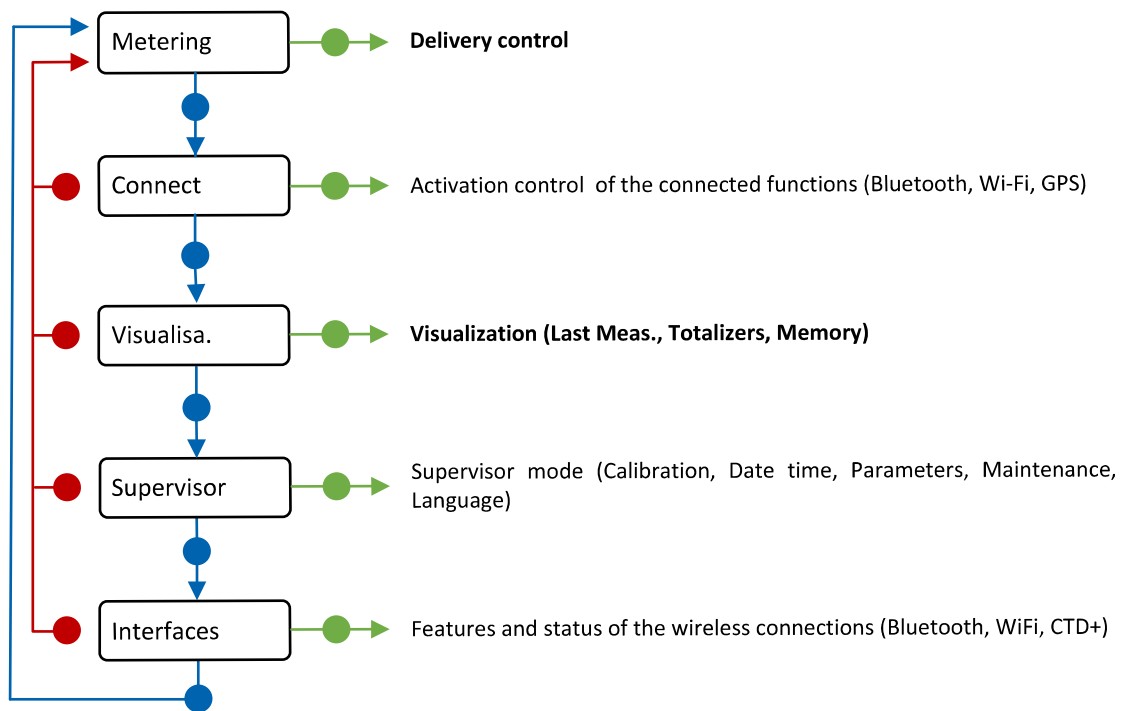 Metering
Delivery control
Connect
Activation control of the connected functions (Bluetooth, Wi-Fi, GPS)
Visualisa.
Visualization (Last Meas., Totalizers, Memory)
Supervisor
Supervisor mode (Calibration, Date time, Parameters, Maintenance,
Language)
Interfaces
Features and status of the wireless connections (Bluetooth, WiFi, CTD+)